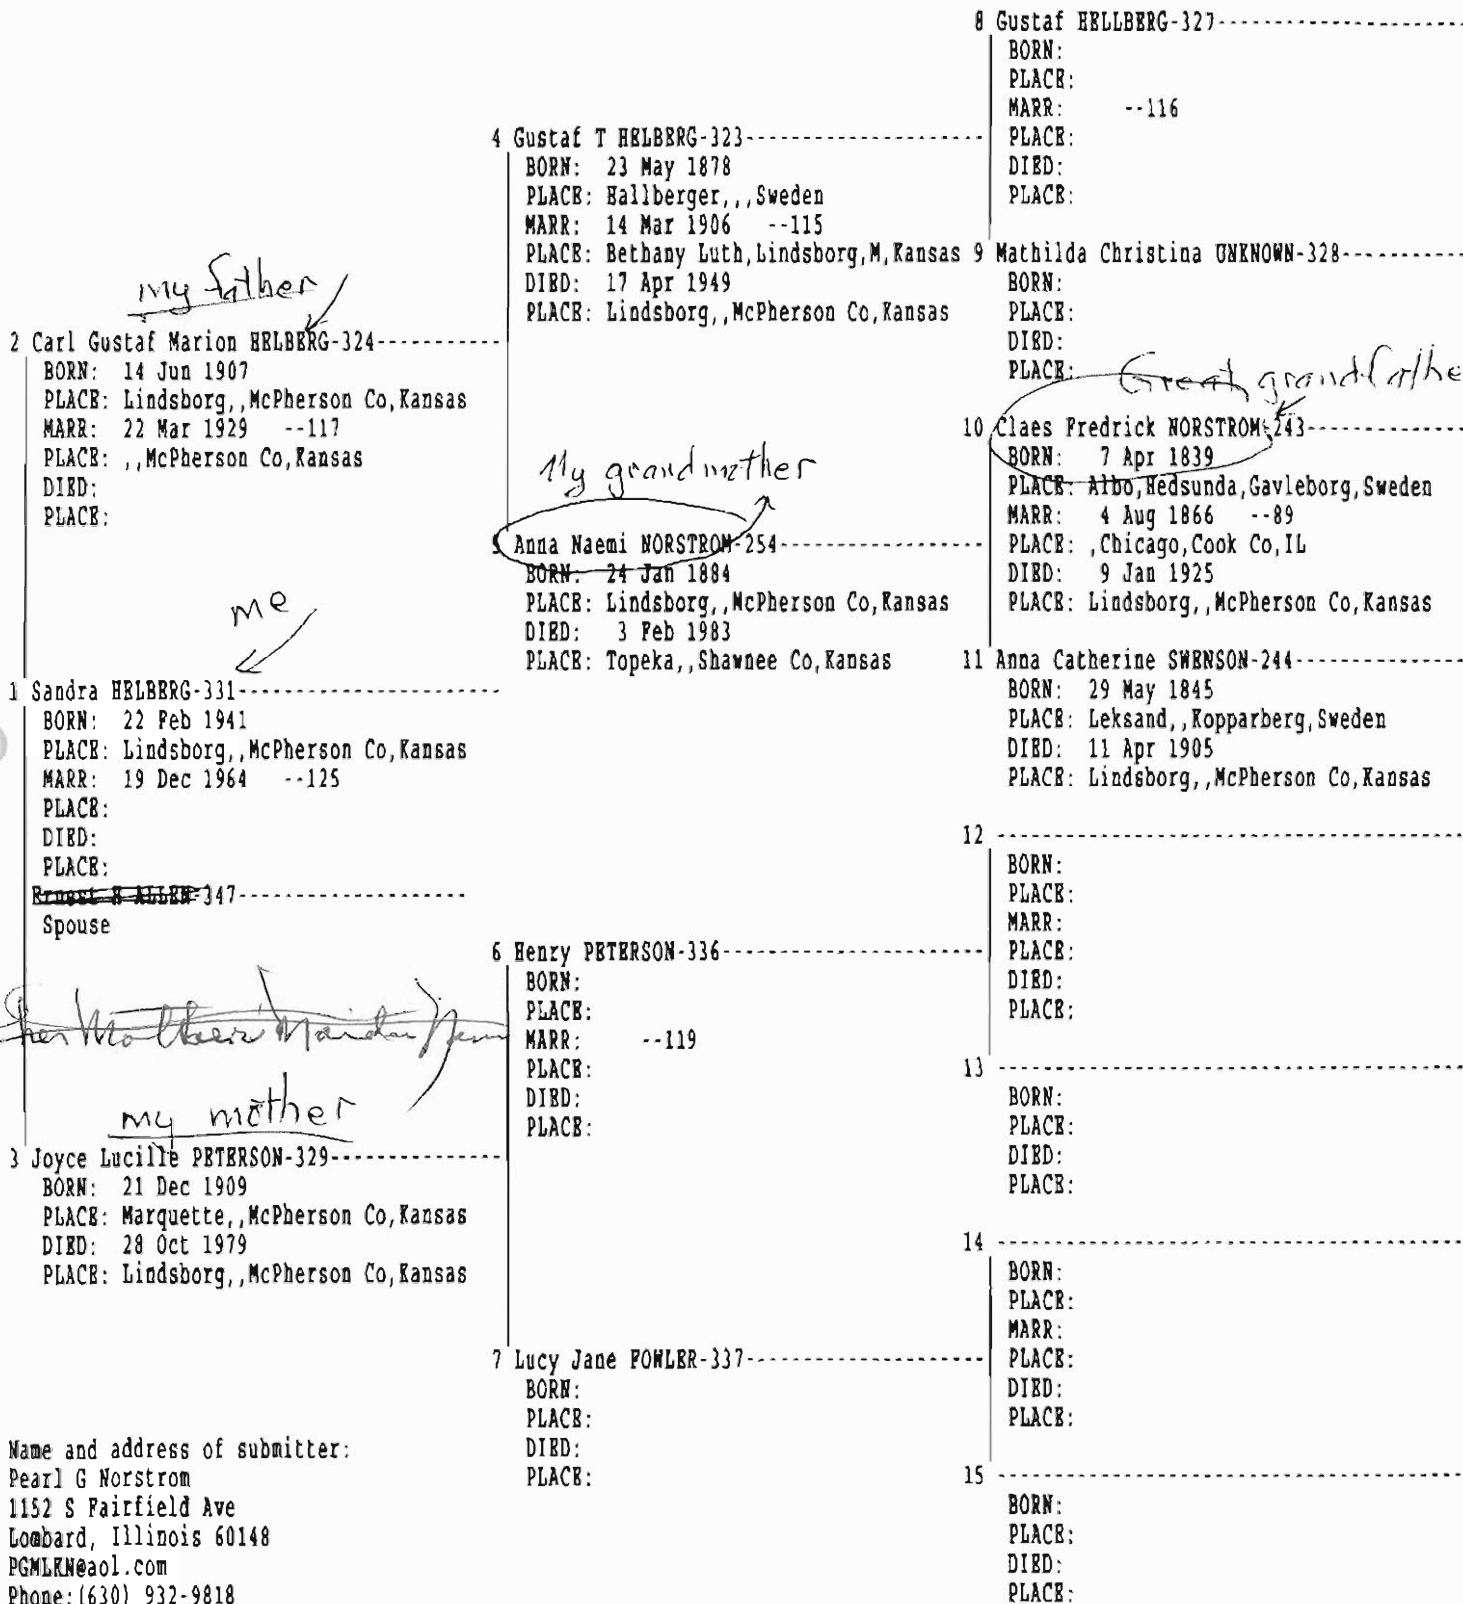 8 Gustaf HELLBERG-327
BORN:
PLACE:
MARR: --116
PLACE:
DIED:
PLACE:
4 Gustaf T HELBERG-323
BORN: 23 May 1878
PLACE: Hallberger,,,Sweden
MARR: 14 Mar 1906 --115
PLACE: Bethany Luth,Lindsborg,M,Kansas
DIED: 17 Apr 1949
PLACE: Lindsborg,,McPherson Co,Kansas
9 Mathilda Christina UNKNOWN-328
BORN:
PLACE:
DIED:
PLACE:
my father
2 Carl Gustaf Marion HELBERG-324
BORN: 14 Jun 1907
PLACE: Lindsborg,,McPherson Co,Kansas
MARR: 22 Mar 1929 --117
PLACE: ,,McPherson Co,Kansas
DIED:
PLACE:
Great grandfathe
10 Claes Fredrick NORSTROM-243
BORN: 7 Apr 1839
PLACE: Albo,Hedsunda,Gavleborg,Sweden
MARR: 4 Aug 1866 --89
PLACE: ,Chicago,Cook Co,IL
DIED: 9 Jan 1925
PLACE: Lindsborg,,McPherson Co,Kansas
My grandmother
5 Anna Naemi NORSTROM-254
BORN: 24 Jan 1884
PLACE: Lindsborg,,McPherson Co,Kansas
DIED: 3 Feb 1983
PLACE: Topeka,,Shawnee Co,Kansas
11 Anna Catherine SWENSON-244
BORN: 29 May 1845
PLACE: Leksand,,Kopparberg,Sweden
DIED: 11 Apr 1905
PLACE: Lindsborg,,McPherson Co,Kansas
me
1 Sandra HELBERG-331
BORN: 22 Feb 1941
PLACE: Lindsborg,,McPherson Co,Kansas
MARR: 19 Dec 1964 --125
PLACE:
DIED:
PLACE:
Ernest E ALLEN-347
Spouse
12
BORN:
PLACE:
MARR:
PLACE:
DIED:
PLACE:
6 Henry PETERSON-336
BORN:
PLACE:
MARR: --119
PLACE:
DIED:
PLACE:
13
BORN:
PLACE:
DIED:
PLACE:
her Mother's Maiden Name
my mother
3 Joyce Lucille PETERSON-329
BORN: 21 Dec 1909
PLACE: Marquette,,McPherson Co,Kansas
DIED: 28 Oct 1979
PLACE: Lindsborg,,McPherson Co,Kansas
14
BORN:
PLACE:
MARR:
PLACE:
DIED:
PLACE:
7 Lucy Jane FOWLER-337
BORN:
PLACE:
DIED:
PLACE:
15
BORN:
PLACE:
DIED:
PLACE:
Name and address of submitter:
Pearl G Norstrom
1152 S Fairfield Ave
Lombard, Illinois 60148
PGMLKN@aol.com
Phone:(630) 932-9818